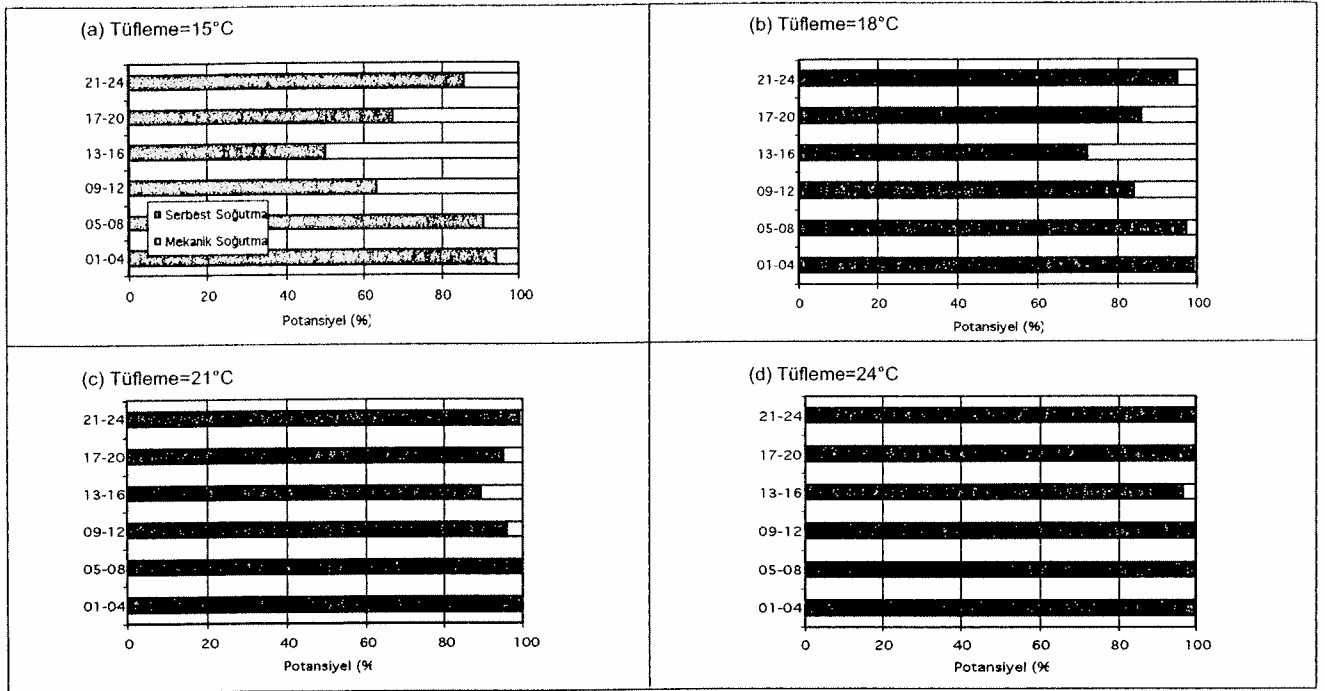 (a) Tüfleme=15°C
21-24
17-20
13-16
09-12
05-08
01-04
Serbest Soğutma
Mekanik Soğutma
0 20 40 60 80 100
Potansiyel (%)
(b) Tüfleme=18°C
21-24
17-20
13-16
09-12
05-08
01-04
0 20 40 60 80 100
Potansiyel (%)
(c) Tüfleme=21°C
21-24
17-20
13-16
09-12
05-08
01-04
0 20 40 60 80 100
Potansiyel (%
(d) Tüfleme=24°C
21-24
17-20
13-16
09-12
05-08
01-04
0 20 40 60 80 100
Potansiyel (%